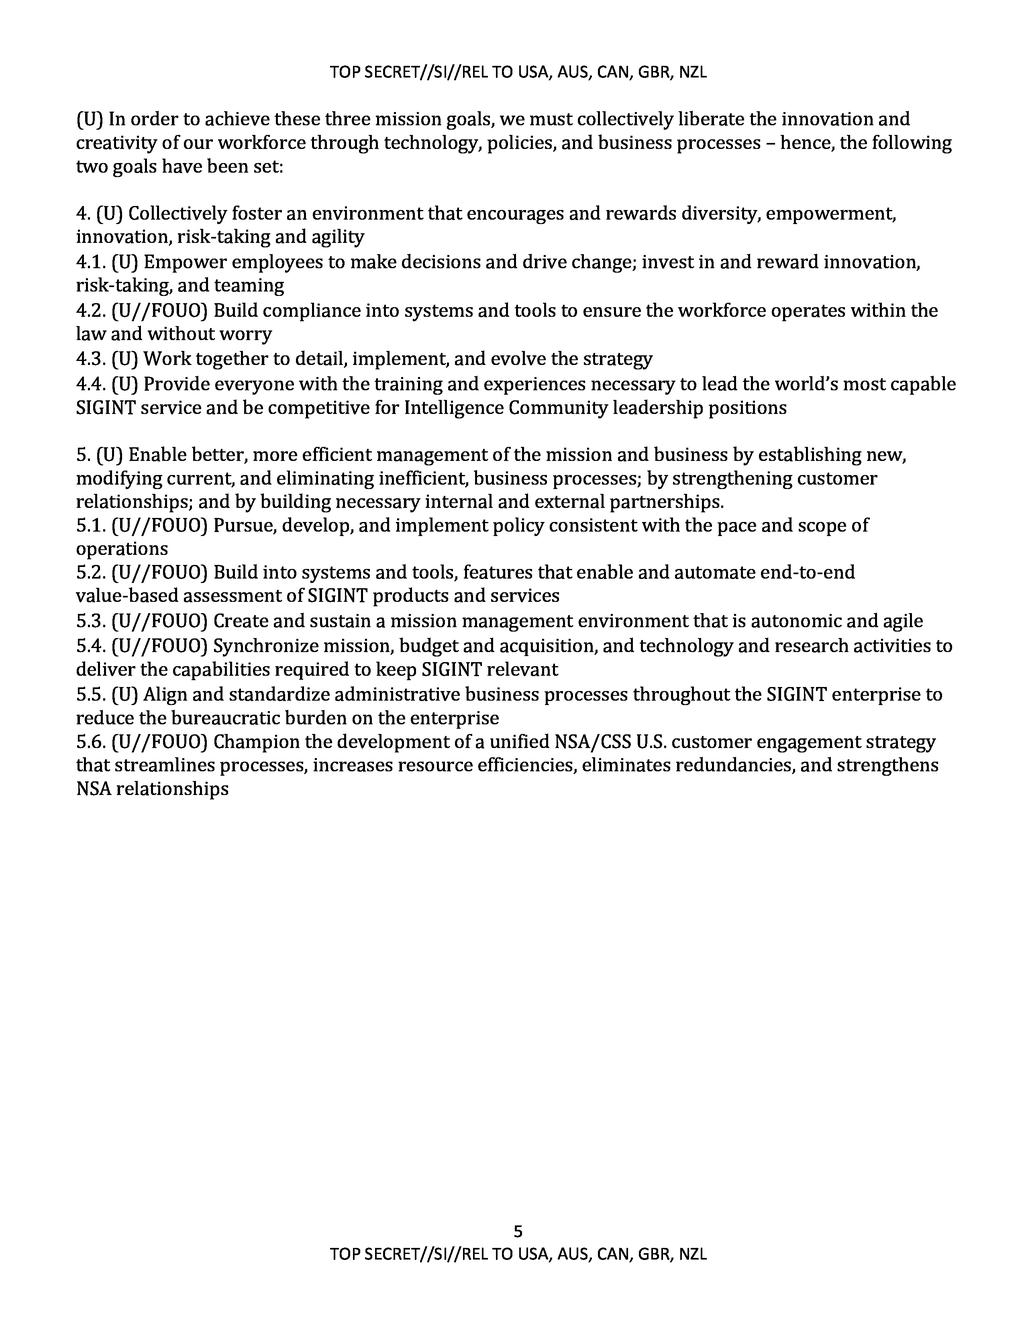 TOP SECRET//SI//REL TO USA, AUS, CAN, GBR, NZL
(U) In order to achieve these three mission goals, we must collectively liberate the innovation and
creativity of our workforce through technology, policies, and business processes – hence, the following
two goals have been set:
4. (U) Collectively foster an environment that encourages and rewards diversity, empowerment,
innovation, risk-taking and agility
4.1. (U) Empower employees to make decisions and drive change; invest in and reward innovation,
risk-taking, and teaming
4.2. (U//FOUO) Build compliance into systems and tools to ensure the workforce operates within the
law and without worry
4.3. (U) Work together to detail, implement, and evolve the strategy
4.4. (U) Provide everyone with the training and experiences necessary to lead the world’s most capable
SIGINT service and be competitive for Intelligence Community leadership positions
5. (U) Enable better, more efficient management of the mission and business by establishing new,
modifying current, and eliminating inefficient, business processes; by strengthening customer
relationships; and by building necessary internal and external partnerships.
5.1. (U//FOUO) Pursue, develop, and implement policy consistent with the pace and scope of
operations
5.2. (U//FOUO) Build into systems and tools, features that enable and automate end-to-end
value-based assessment of SIGINT products and services
5.3. (U//FOUO) Create and sustain a mission management environment that is autonomic and agile
5.4. (U//FOUO) Synchronize mission, budget and acquisition, and technology and research activities to
deliver the capabilities required to keep SIGINT relevant
5.5. (U) Align and standardize administrative business processes throughout the SIGINT enterprise to
reduce the bureaucratic burden on the enterprise
5.6. (U//FOUO) Champion the development of a unified NSA/CSS U.S. customer engagement strategy
that streamlines processes, increases resource efficiencies, eliminates redundancies, and strengthens
NSA relationships
5
TOP SECRET//SI//REL TO USA, AUS, CAN, GBR, NZL